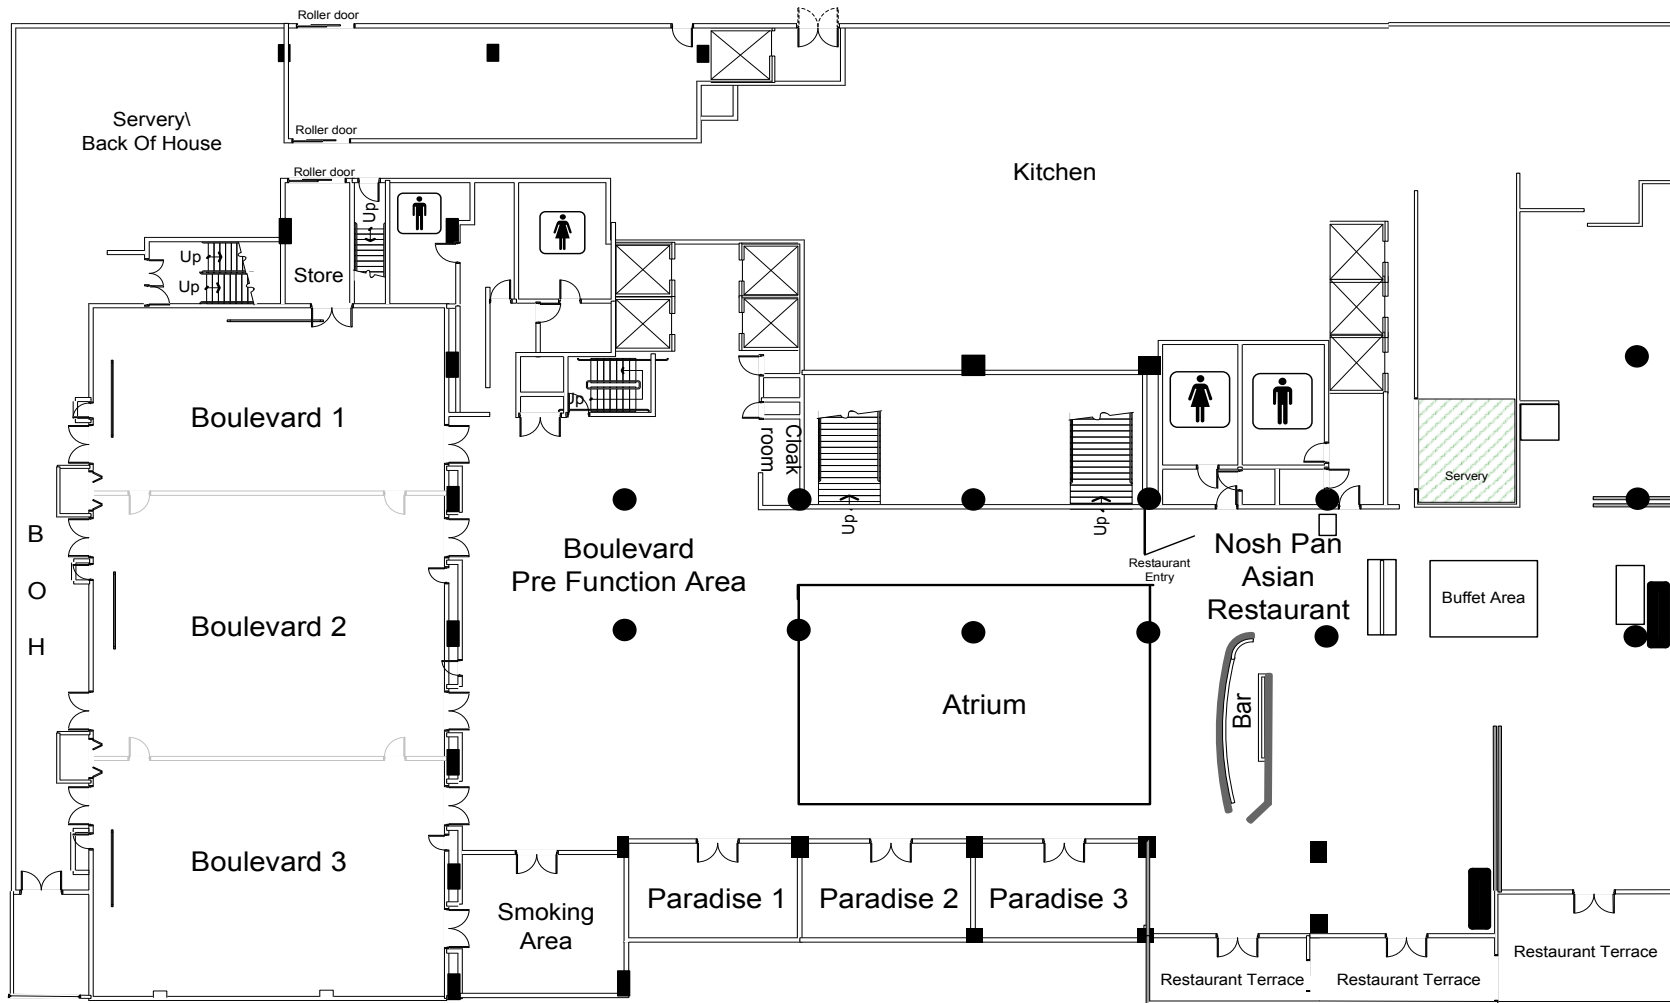 Roller door
Servery\
Back Of House
Roller door
Kitchen
Roller door
Up
Up
Up
Store
Up
Boulevard 1
Cloak
room
Servery
Up
Up
B
O
H
Boulevard
Pre Function Area
Restaurant
Entry
Nosh Pan
Asian
Restaurant
Buffet Area
Boulevard 2
Atrium
Bar
Boulevard 3
Smoking
Area
Paradise 1
Paradise 2
Paradise 3
Restaurant Terrace
Restaurant Terrace
Restaurant Terrace